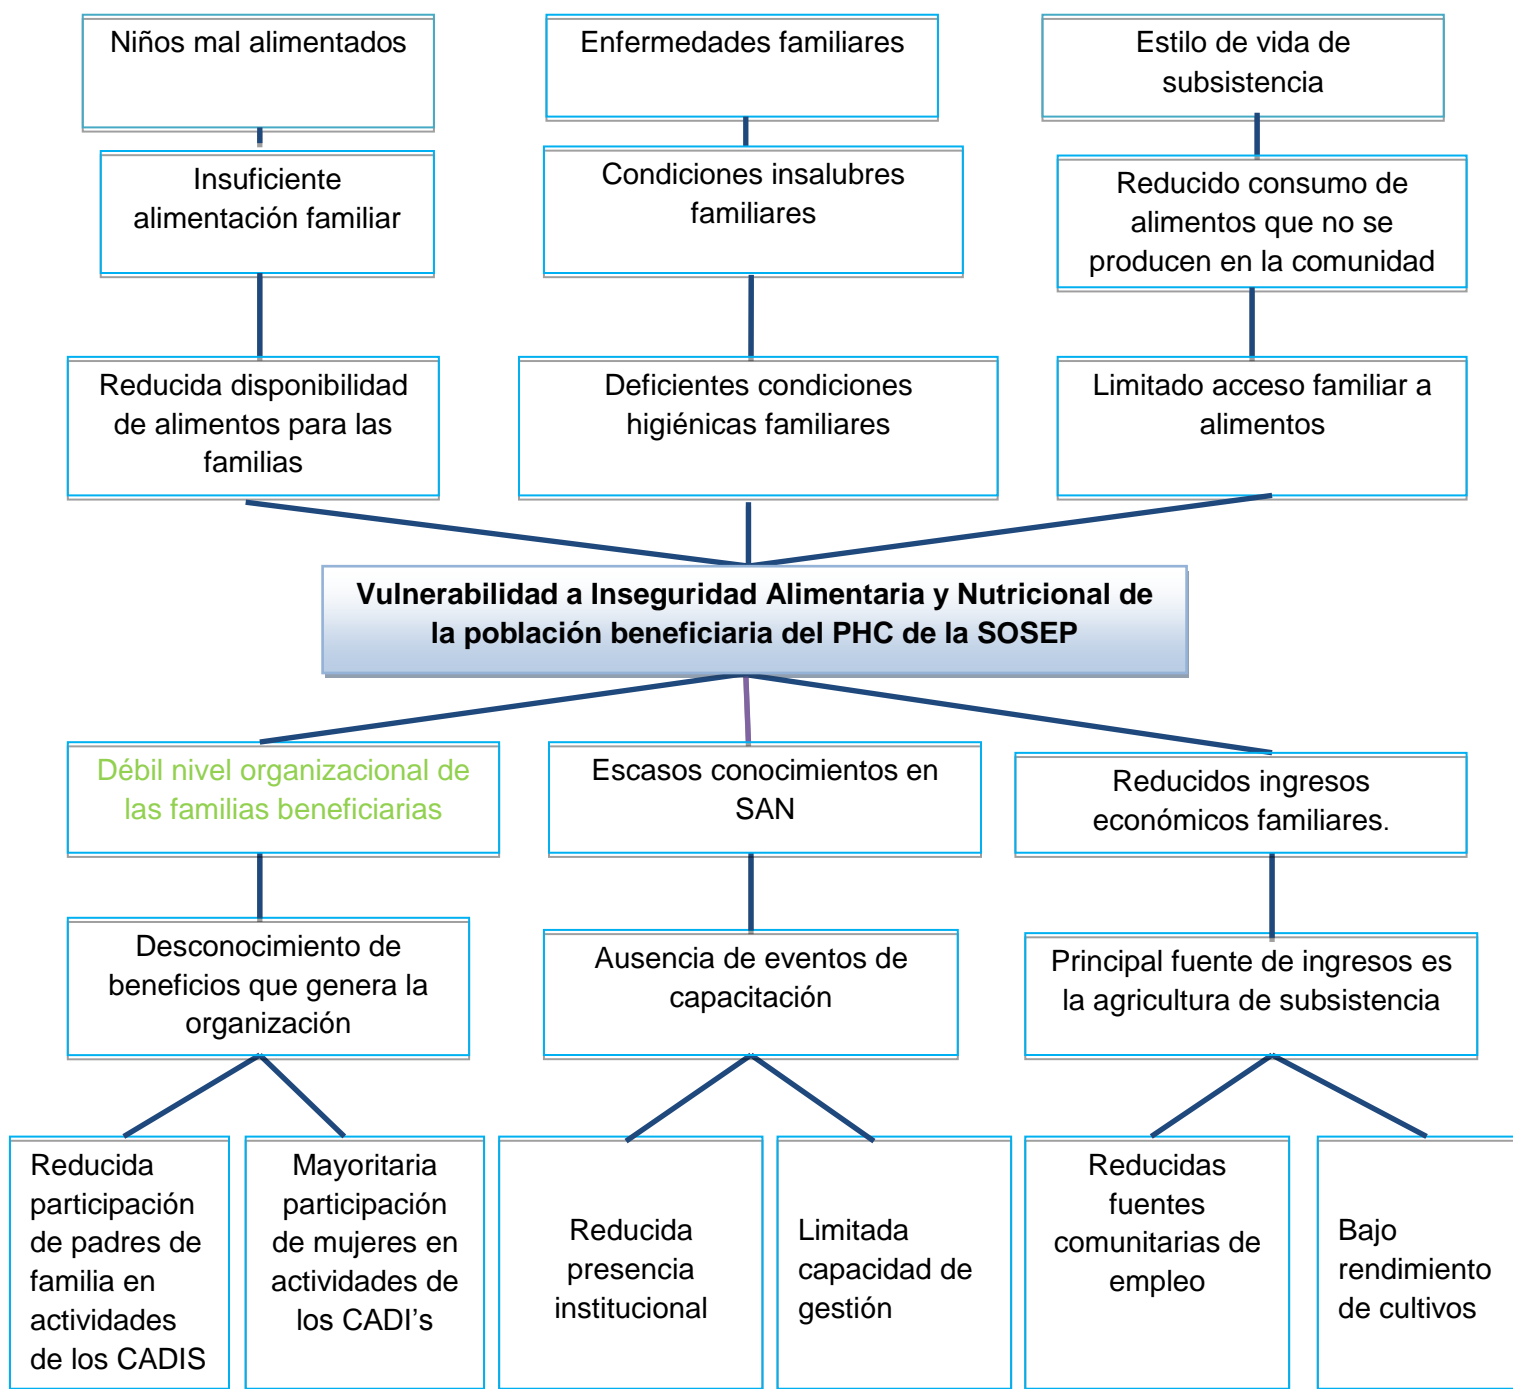 Niños mal alimentados
Enfermedades familiares
Estilo de vida de
subsistencia
Insuficiente
alimentación familiar
Condiciones insalubres
familiares
Reducido consumo de
alimentos que no se
producen en la comunidad
Reducida disponibilidad
de alimentos para las
familias
Deficientes condiciones
higiénicas familiares
Limitado acceso familiar a
alimentos
Vulnerabilidad a Inseguridad Alimentaria y Nutricional de
la población beneficiaria del PHC de la SOSEP
Débil nivel organizacional de
las familias beneficiarias
Escasos conocimientos en
SAN
Reducidos ingresos
económicos familiares.
Desconocimiento de
beneficios que genera la
organización
Ausencia de eventos de
capacitación
Principal fuente de ingresos es
la agricultura de subsistencia
Reducida
participación
de padres de
familia en
actividades
de los CADIS
Mayoritaria
participación
de mujeres en
actividades de
los CADI’s
Reducida
presencia
institucional
Limitada
capacidad de
gestión
Reducidas
fuentes
comunitarias de
empleo
Bajo
rendimiento
de cultivos